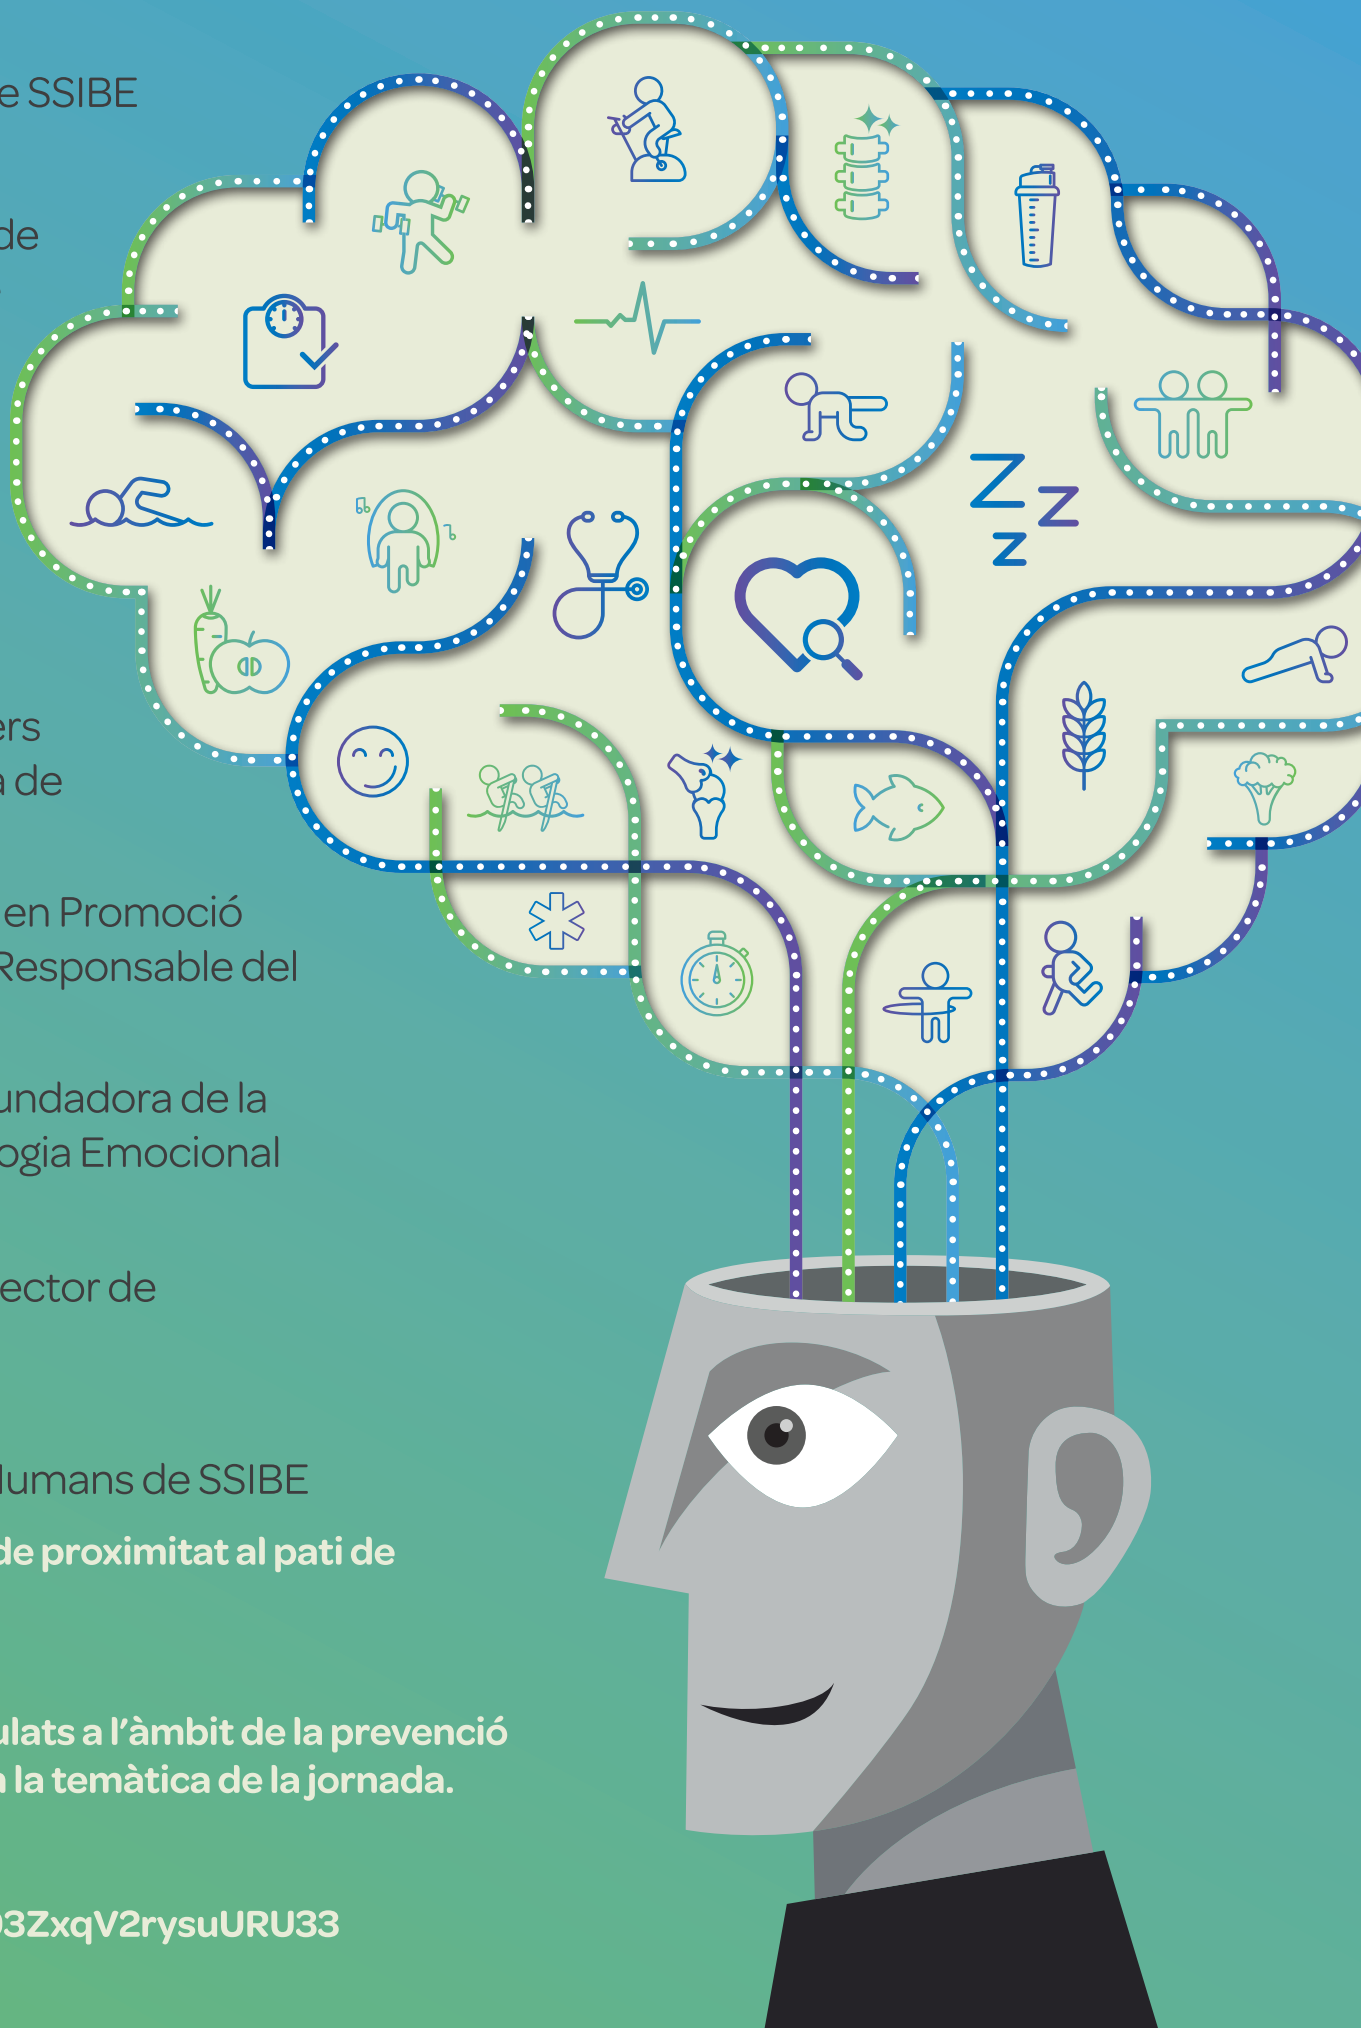 e SSIBE
de
ers
a de
en Promoció
Responsable del
undadora de la
ogia Emocional
ector de
Humans de SSIBE
de proximitat al pati de
ulats a l'àmbit de la prevenció
la temàtica de la jornada.
3ZxqV2rysuURU33
Z
Z
Z